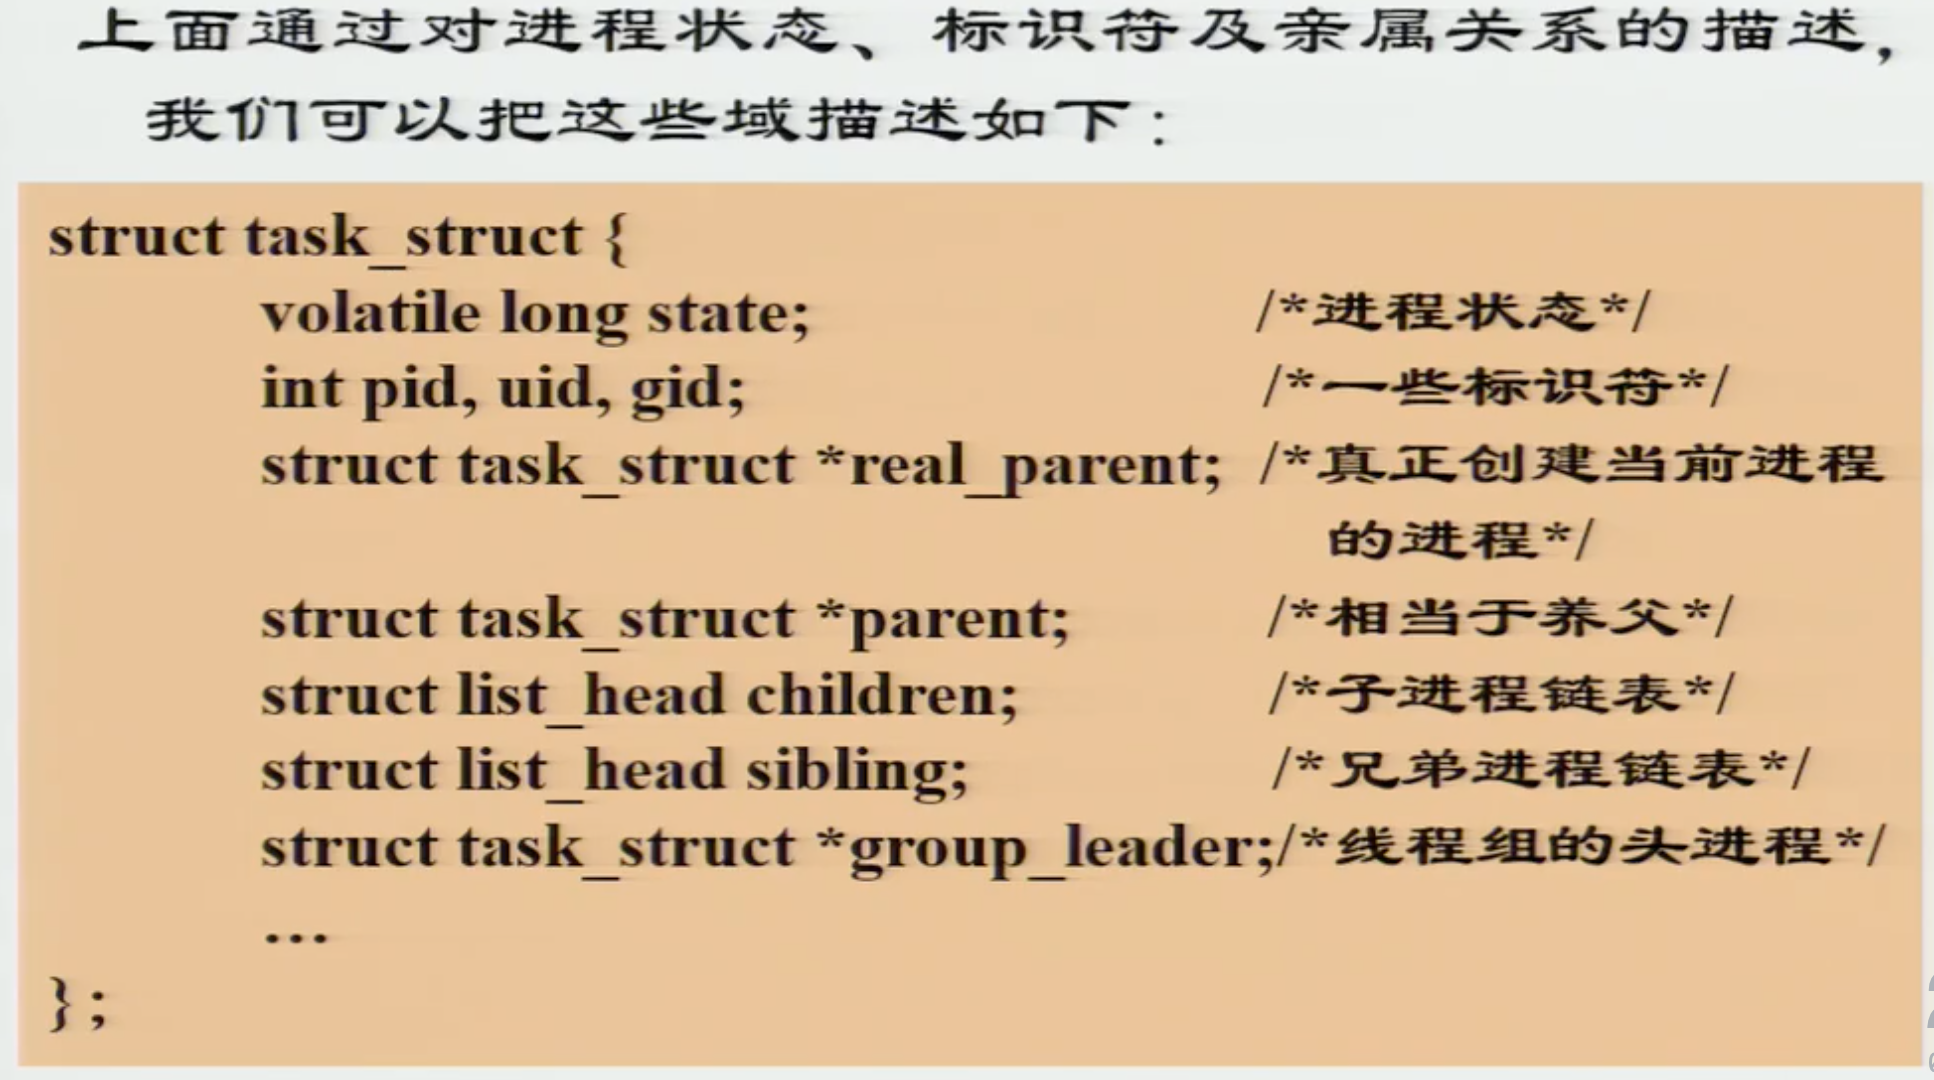 上面通过对进程状态、标识符及亲属关系的描述,
我们可以把这些域描述如下:
struct task_struct {
volatile long state; /*进程状态*/
int pid, uid, gid; /*一些标识符*/
struct task_struct *real_parent; /*真正创建当前进程
的进程*/
struct task_struct *parent; /*相当于养父*/
struct list_head children; /*子进程链表*/
struct list_head sibling; /*兄弟进程链表*/
struct task_struct *group_leader;/*线程组的头进程*/
...
};